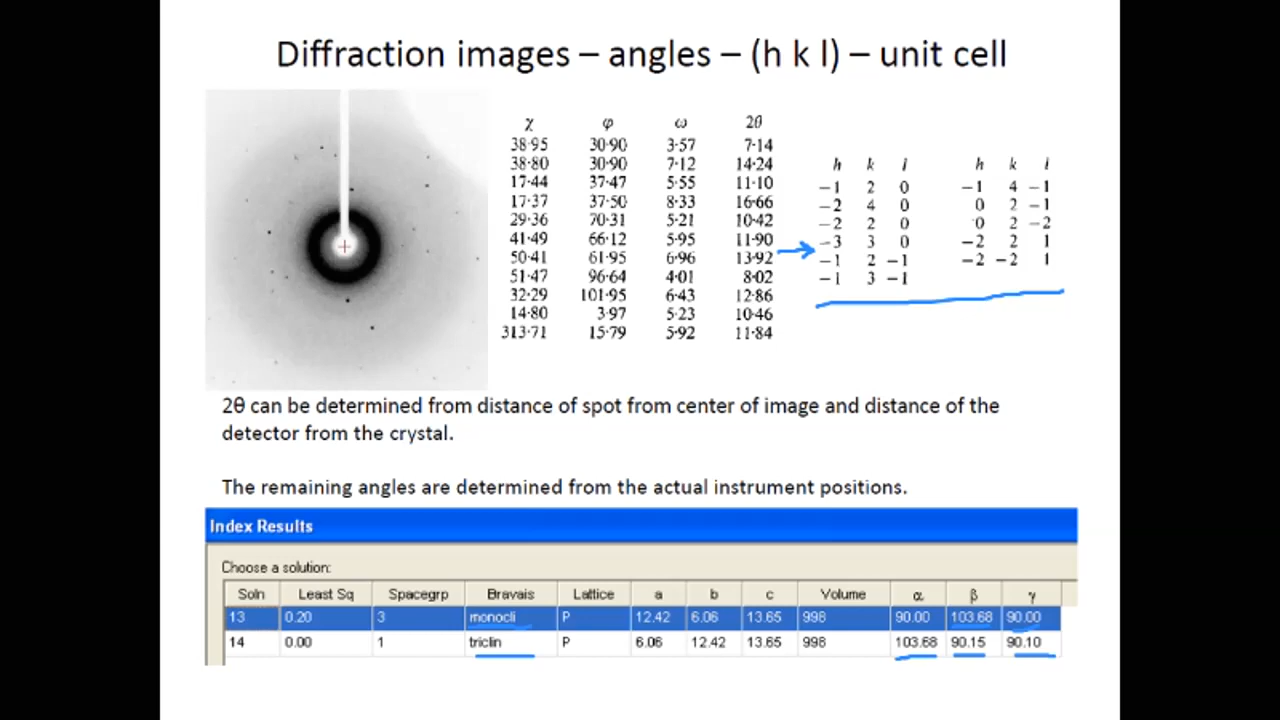 Diffraction images – angles – (h k l) – unit cell
χ φ ω 2θ
38·95 30·90 3·57 7·14
38·80 30·90 7·12 14·24
17·44 37·47 5·55 11·10
17·37 37·50 8·33 16·66
29·36 70·31 5·21 10·42
41·49 66·12 5·95 11·90
50·41 61·95 6·96 13·92
51·47 96·64 4·01 8·02
32·29 101·95 6·43 12·86
14·80 3·97 5·23 10·46
313·71 15·79 5·92 11·84
h k l h k l
−1 2 0 −1 4 −1
−2 4 0 0 2 −1
−2 2 0 0 2 −2
−3 3 0 −2 2 1
−1 2 −1 −2 −2 1
−1 3 −1
2θ can be determined from distance of spot from center of image and distance of the
detector from the crystal.
The remaining angles are determined from the actual instrument positions.
Index Results
Choose a solution:
Soln Least Sq Spacegrp Bravais Lattice a b c Volume α β γ
13 0.20 3 monocli P 12.42 6.06 13.65 998 90.00 103.68 90.00
14 0.00 1 triclin P 6.06 12.42 13.65 998 103.68 90.15 90.10